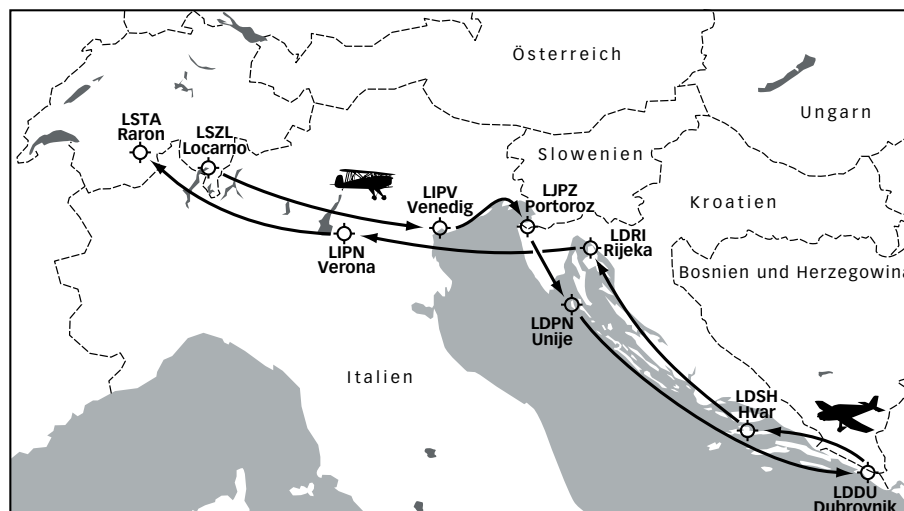 Österreich
Ungarn
LSTA
Raron
LSZL
Locarno
Slowenien
LIPV
Venedig
LJPZ
Portoroz
Kroatien
LIPN
Verona
LDRI
Rijeka
Bosnien und Herzegowina
LDPN
Unije
Italien
LDSH
Hvar
LDDU
Dubrovnik